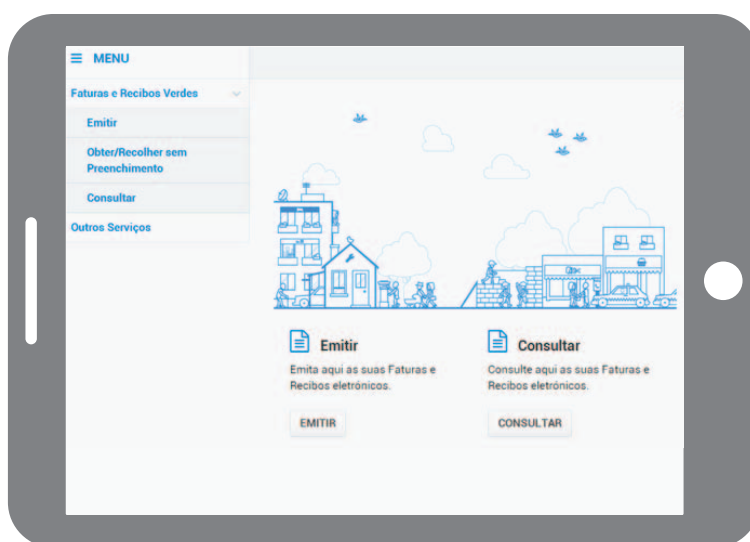 ≡ MENU
Faturas e Recibos Verdes
Emitir
Obter/Recolher sem
Preenchimento
Consultar
Outros Serviços
Emitir
Emita aqui as suas Faturas e
Recibos eletrónicos.
EMITIR
Consultar
Consulte aqui as suas Faturas e
Recibos eletrónicos.
CONSULTAR